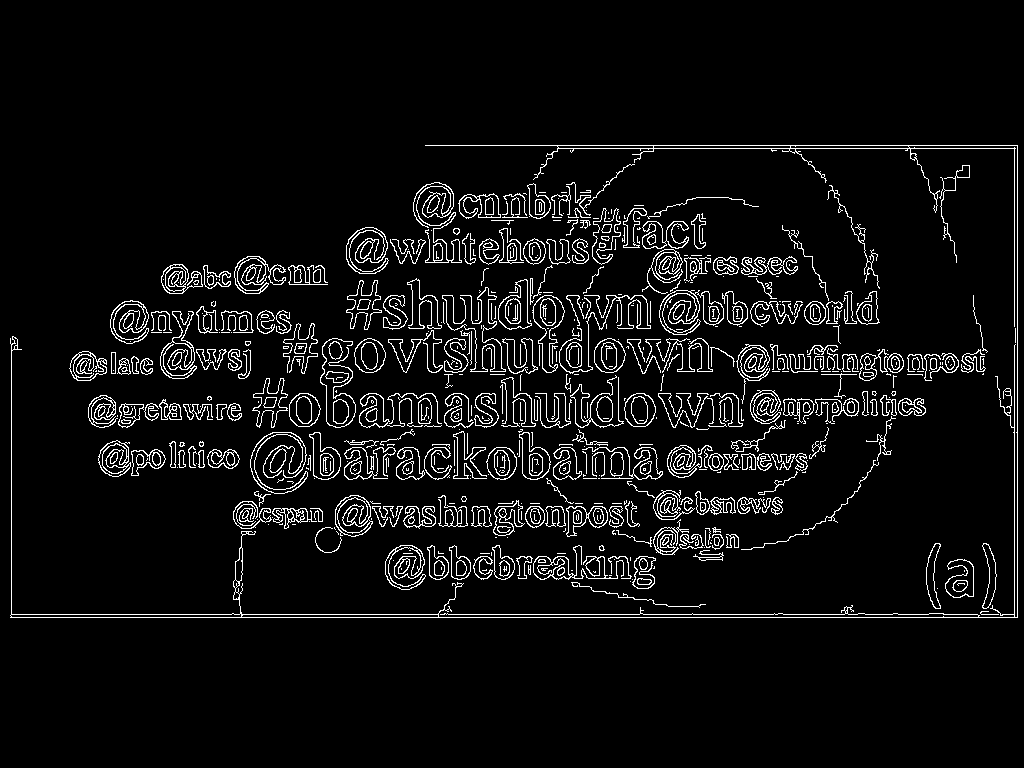 @cnnbrk
#fact
@whitehouse
@presssec
@abc @cnn
#shutdown @bbcworld
@nytimes
#govtshutdown
@slate @wsj @huffingtonpost
#obamashutdown @nprpolitics
@gretawire
@barackobama @foxnews
@politico
@cspan @washingtonpost @cbsnews
@salon
@bbcbreaking
(a)